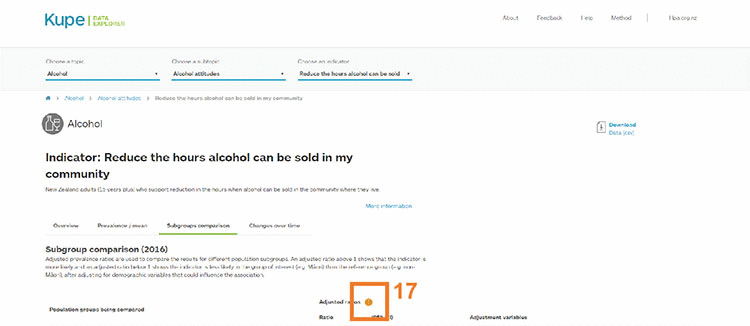 Kupe | DATA EXPLORER
About Feedback Help Method | Hpa.org.nz
Choose a topic Choose a subtopic Choose an indicator
Alcohol Alcohol attitudes Reduce the hours alcohol can be sold
Alcohol > Alcohol attitudes > Reduce the hours alcohol can be sold in my community
Alcohol
Download
Data (csv)
Indicator: Reduce the hours alcohol can be sold in my
community
New Zealand adults (15 years plus) who support reduction in the hours when alcohol can be sold in the community where they live.
More information
Overview Prevalence / mean Subgroups comparison Changes over time
Subgroup comparison (2016)
Adjusted prevalence ratios are used to compare the results for different population subgroups. An adjusted ratio above 1 shows that the indicator is
more likely and an adjusted ratio below 1 shows the indicator is less likely in the group of interest (e.g. Māori) than the reference group (e.g. non-
Māori), after adjusting for demographic variables that could influence the association.
17
Adjusted ratios
Population groups being compared
Ratio Adjustment variables